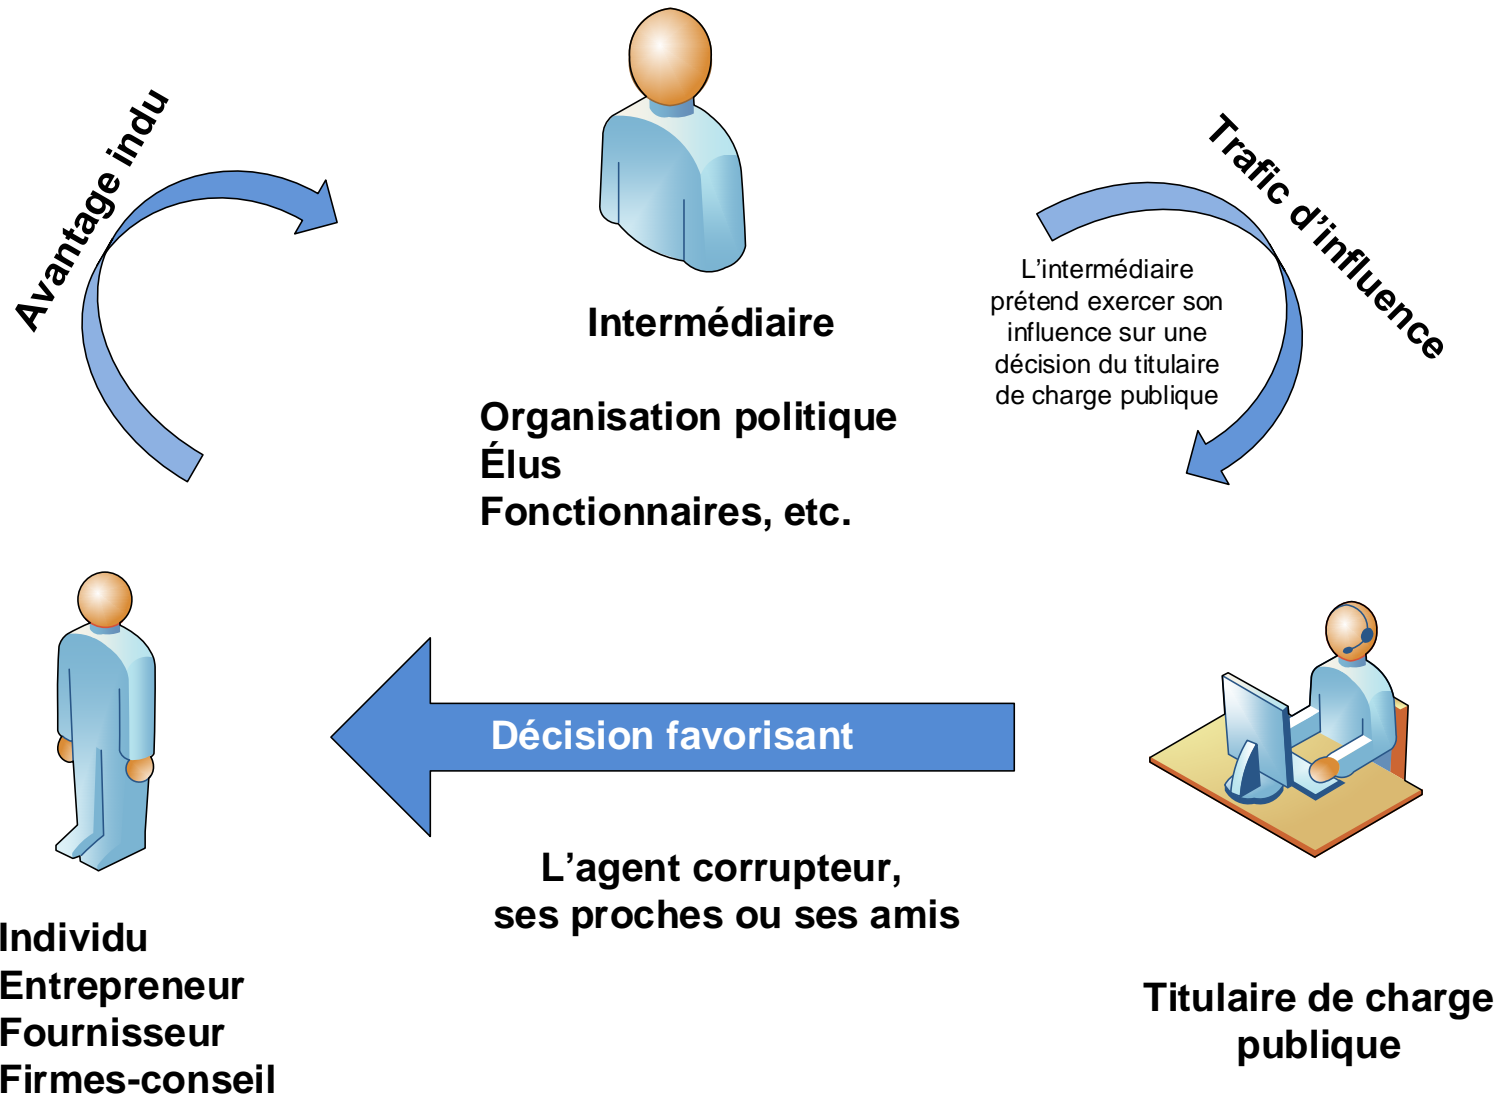 Avantage indu
Trafic d’influence
L’intermédiaire
prétend exercer son
influence sur une
décision du titulaire
de charge publique
Intermédiaire
Organisation politique
Élus
Fonctionnaires, etc.
Décision favorisant
L’agent corrupteur,
ses proches ou ses amis
Individu
Entrepreneur
Fournisseur
Firmes-conseil
Titulaire de charge
publique